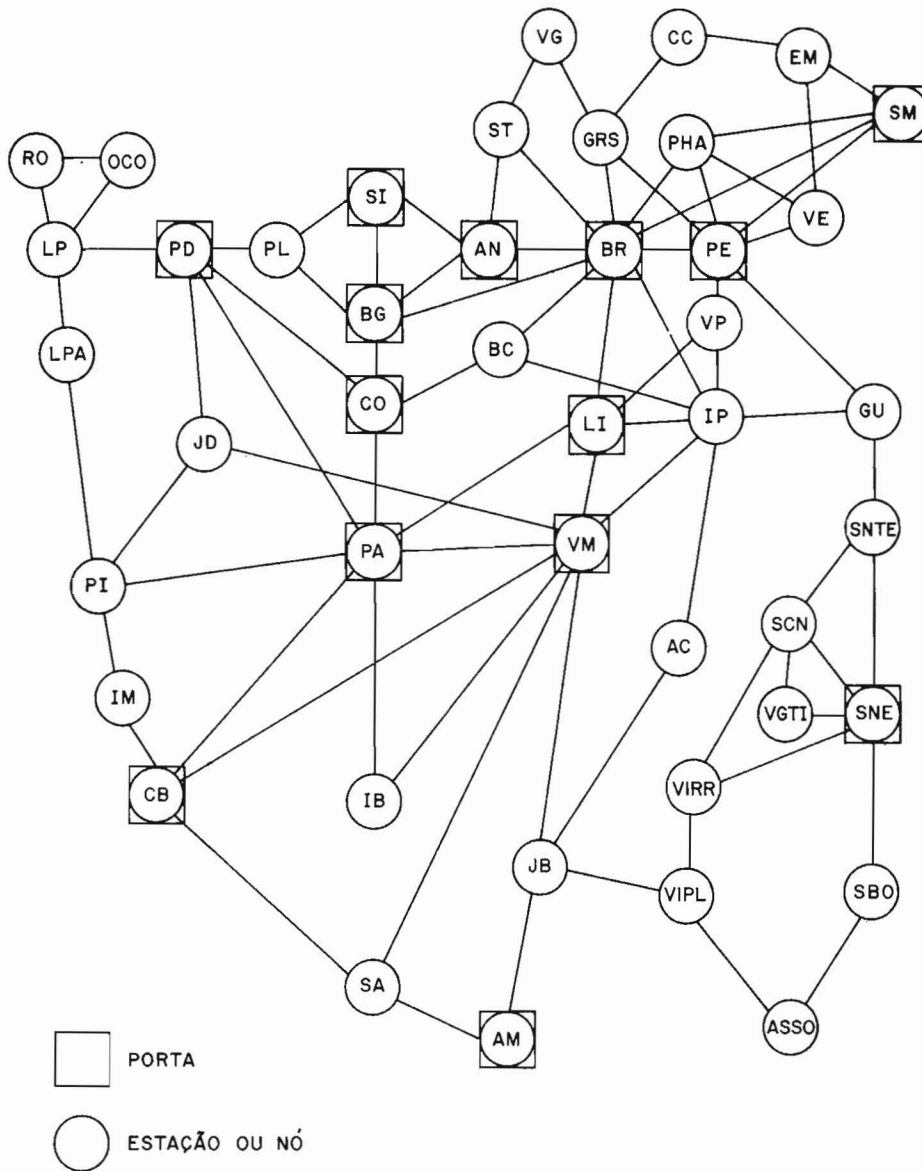 VG
CC
EM
SM
ST
GRS
PHA
RO
OCO
SI
VE
LP
PD
PL
AN
BR
PE
BG
VP
LPA
BC
CO
LI
IP
GU
JD
SNTE
PA
VM
PI
SCN
AC
IM
VGTI
SNE
CB
IB
VIRR
JB
VIPL
SBO
SA
AM
ASSO
PORTA
ESTAÇÃO OU NÓ